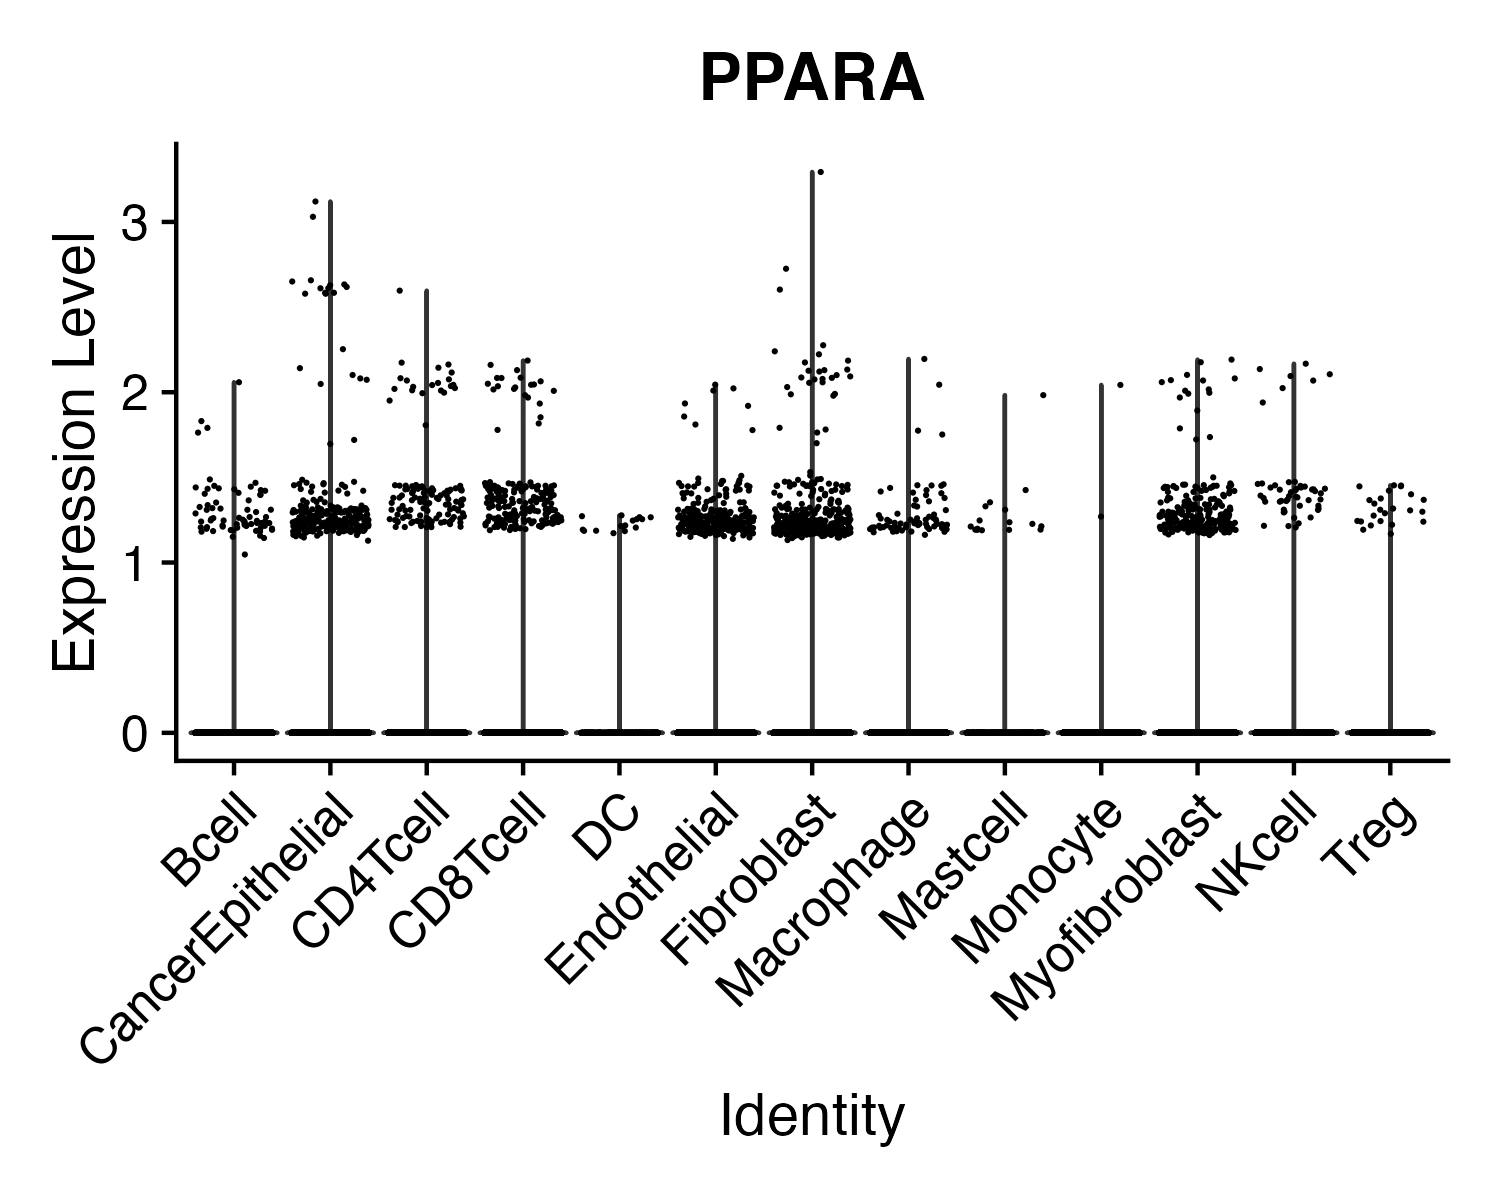 PPARA
Expression Level
3
2
1
0
Bcell
CancerEpithelial
CD4Tcell
CD8Tcell
DC
Endothelial
Fibroblast
Macrophage
Mastcell
Monocyte
Myofibroblast
NKcell
Treg
Identity